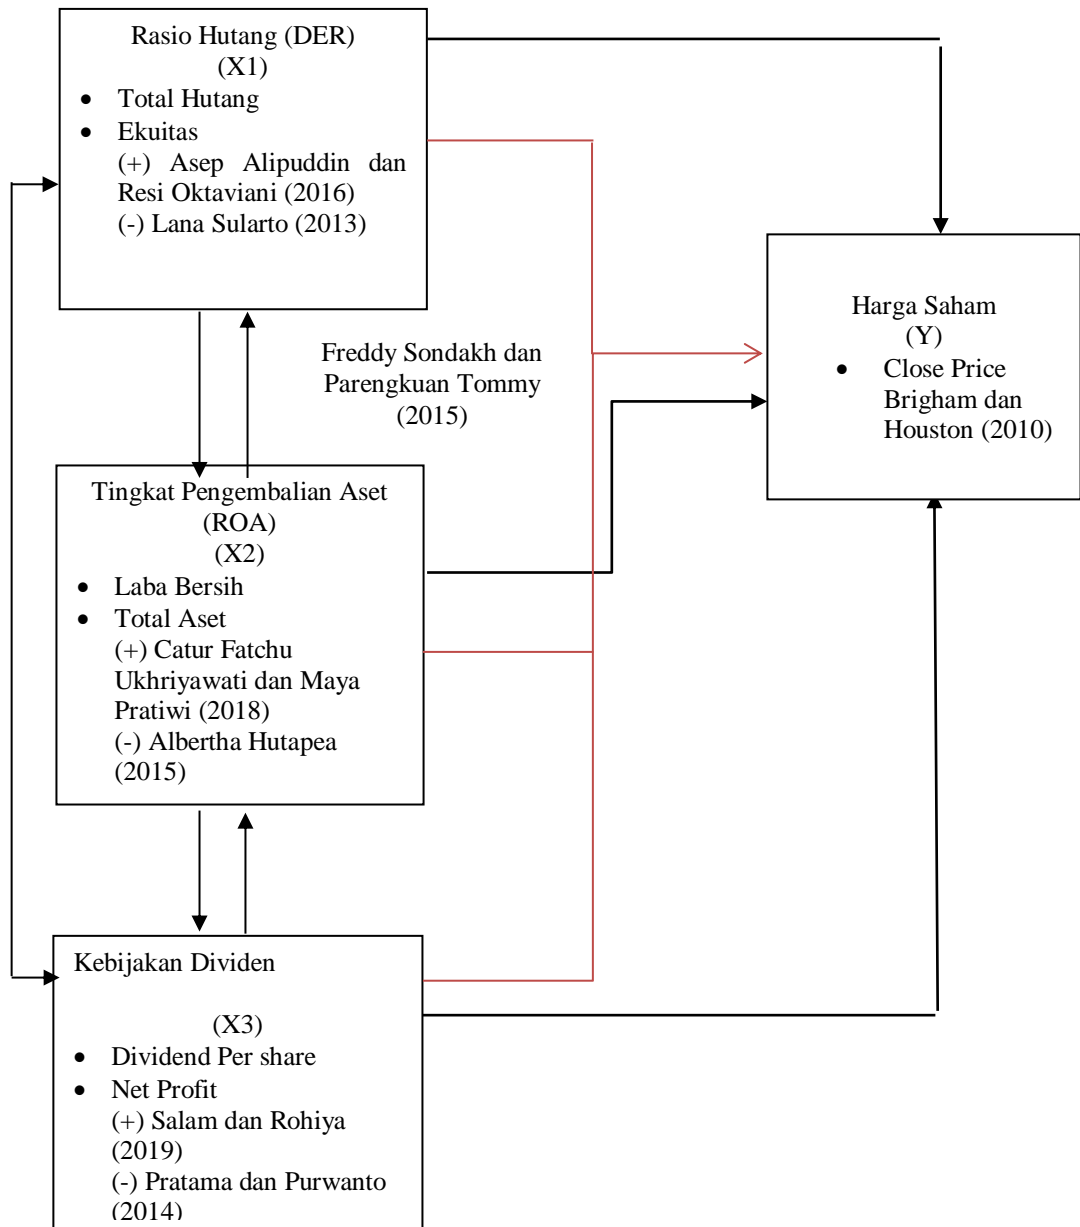 Rasio Hutang (DER)
(X1)
• Total Hutang
• Ekuitas
(+) Asep Alipuddin dan
Resi Oktaviani (2016)
(-) Lana Sularto (2013)
Freddy Sondakh dan
Parengkuan Tommy
(2015)
Harga Saham
(Y)
• Close Price
Brigham dan
Houston (2010)
Tingkat Pengembalian Aset
(ROA)
(X2)
• Laba Bersih
• Total Aset
(+) Catur Fatchu
Ukhriyawati dan Maya
Pratiwi (2018)
(-) Albertha Hutapea
(2015)
Kebijakan Dividen
(X3)
• Dividend Per share
• Net Profit
(+) Salam dan Rohiya
(2019)
(-) Pratama dan Purwanto
(2014)